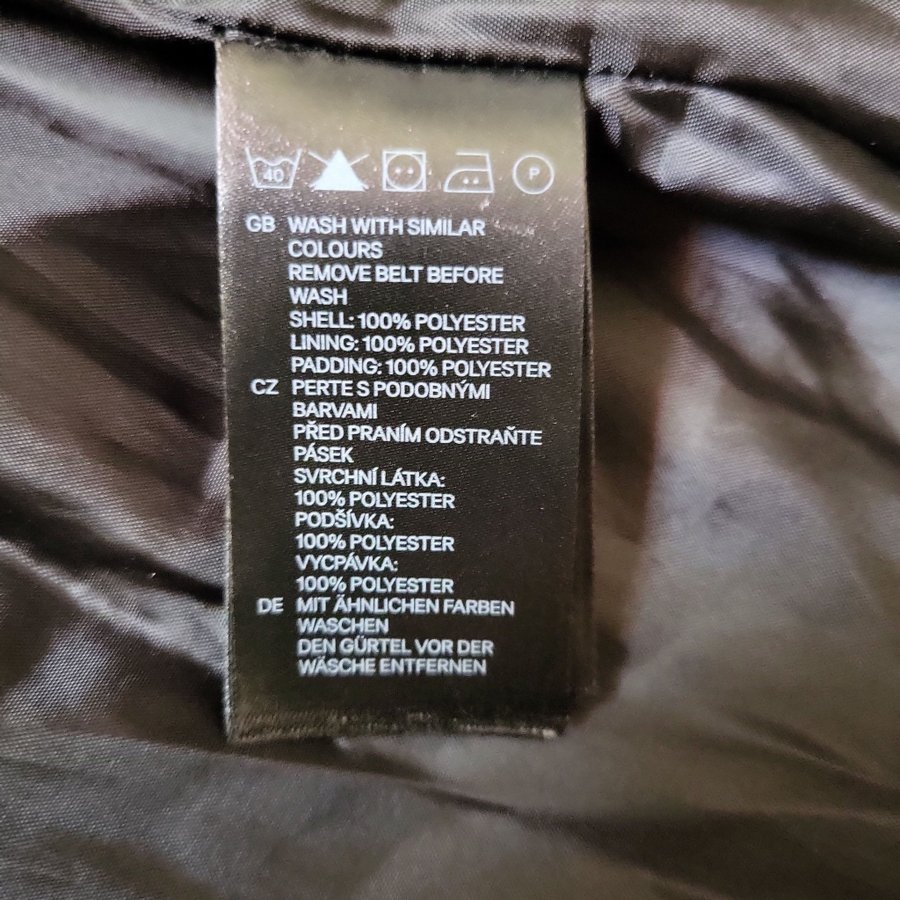 40 P
GB WASH WITH SIMILAR
COLOURS
REMOVE BELT BEFORE
WASH
SHELL: 100% POLYESTER
LINING: 100% POLYESTER
PADDING: 100% POLYESTER
CZ PERTE S PODOBNÝMI
BARVAMI
PŘED PRANÍM ODSTRAŇTE
PÁSEK
SVRCHNÍ LÁTKA:
100% POLYESTER
PODŠÍVKA:
100% POLYESTER
VYCPÁVKA:
100% POLYESTER
DE MIT ÄHNLICHEN FARBEN
WASCHEN
DEN GÜRTEL VOR DER
WÄSCHE ENTFERNEN